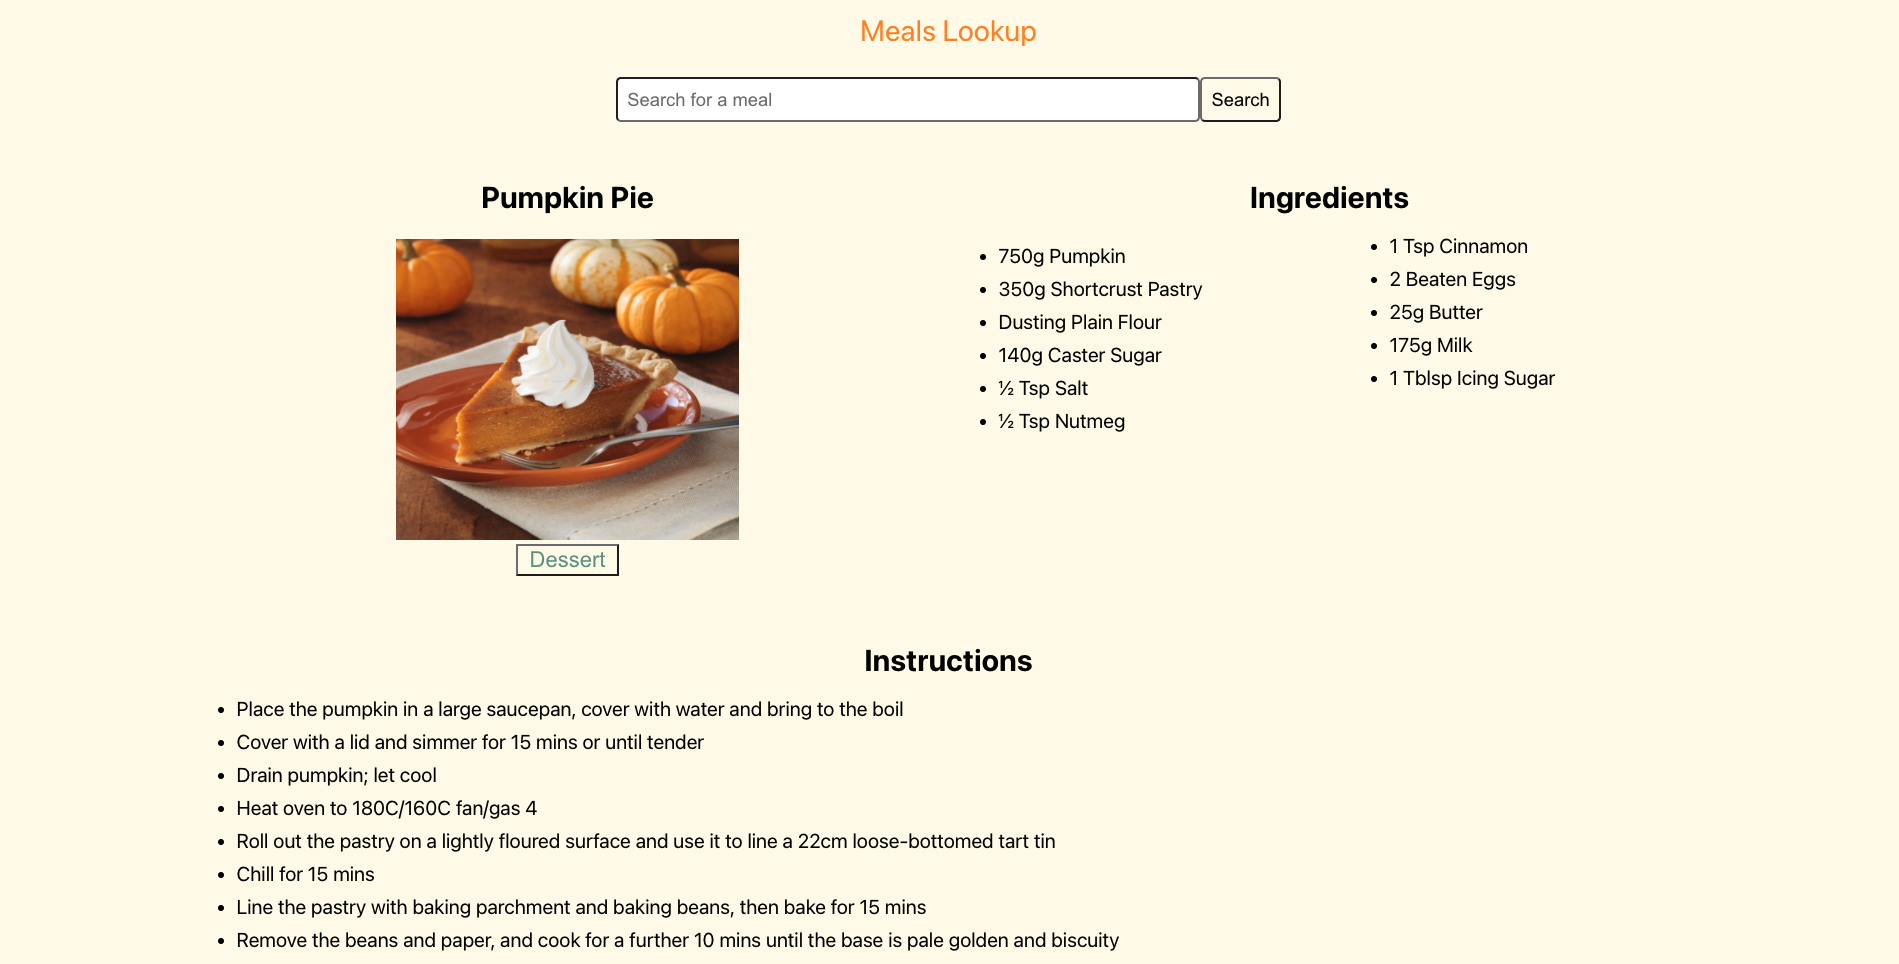 Meals Lookup
Search for a meal
Search
Pumpkin Pie
Dessert
Ingredients
750g Pumpkin
350g Shortcrust Pastry
Dusting Plain Flour
140g Caster Sugar
½ Tsp Salt
½ Tsp Nutmeg
1 Tsp Cinnamon
2 Beaten Eggs
25g Butter
175g Milk
1 Tblsp Icing Sugar
Instructions
Place the pumpkin in a large saucepan, cover with water and bring to the boil
Cover with a lid and simmer for 15 mins or until tender
Drain pumpkin; let cool
Heat oven to 180C/160C fan/gas 4
Roll out the pastry on a lightly floured surface and use it to line a 22cm loose-bottomed tart tin
Chill for 15 mins
Line the pastry with baking parchment and baking beans, then bake for 15 mins
Remove the beans and paper, and cook for a further 10 mins until the base is pale golden and biscuity